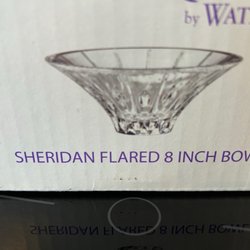 by WAT
SHERIDAN FLARED 8 INCH BOW